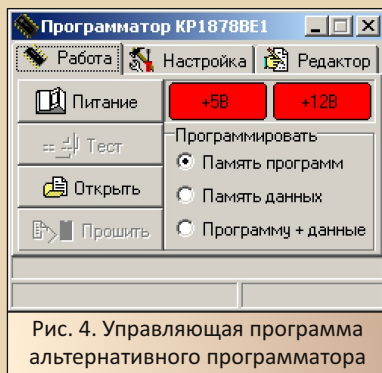 Программатор КР1878ВЕ1
Работа Настройка Редактор
Питание +5В +12В
Тест Программировать
Память программ
Открыть Память данных
Прошить Программу + данные
Рис. 4. Управляющая программа
альтернативного программатора